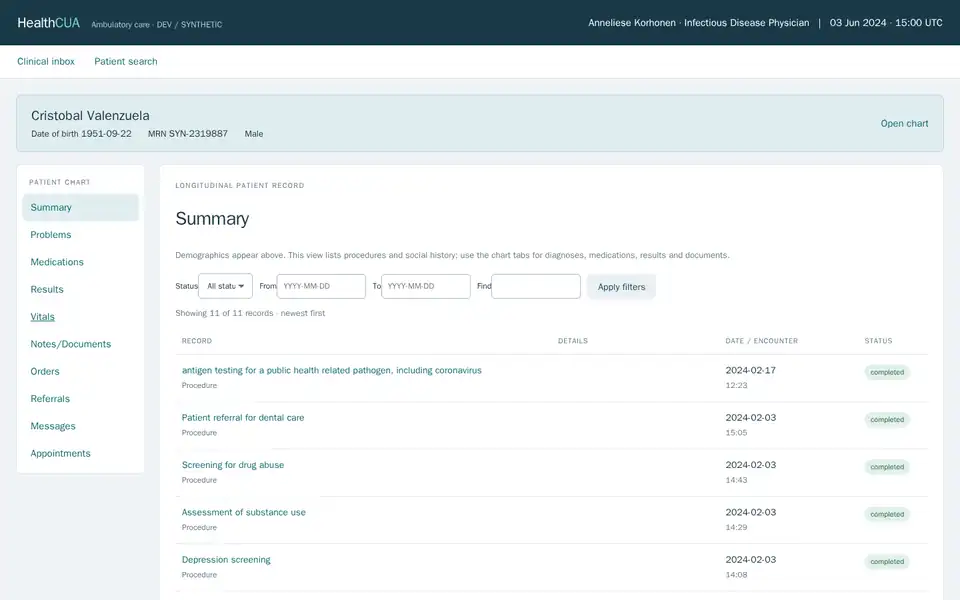 HealthCUA Ambulatory care · DEV / SYNTHETIC Anneliese Korhonen · Infectious Disease Physician | 03 Jun 2024 · 15:00 UTC
Clinical inbox Patient search
Cristobal Valenzuela
Date of birth 1951-09-22 MRN SYN-2319887 Male
Open chart
PATIENT CHART
Summary
Problems
Medications
Results
Vitals
Notes/Documents
Orders
Referrals
Messages
Appointments
LONGITUDINAL PATIENT RECORD
Summary
Demographics appear above. This view lists procedures and social history; use the chart tabs for diagnoses, medications, results and documents.
Status All statu From YYYY-MM-DD To YYYY-MM-DD Find Apply filters
Showing 11 of 11 records · newest first
RECORD DETAILS DATE / ENCOUNTER STATUS
antigen testing for a public health related pathogen, including coronavirus 2024-02-17 completed
Procedure 12:23
Patient referral for dental care 2024-02-03 completed
Procedure 15:05
Screening for drug abuse 2024-02-03 completed
Procedure 14:43
Assessment of substance use 2024-02-03 completed
Procedure 14:29
Depression screening 2024-02-03 completed
Procedure 14:08